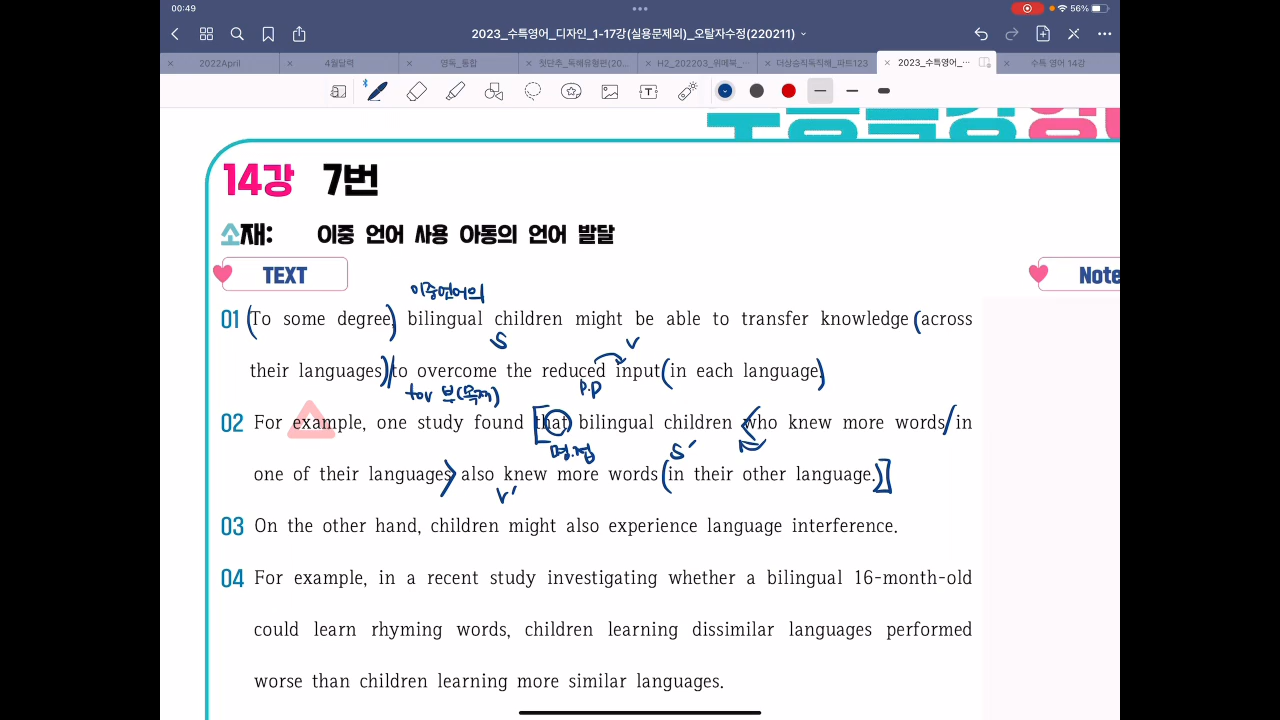 00:49
56%
2023_수특영어_디자인_1-17강(실용문제외)_오탈자수정(220211)
2022April
4월달력
영독_통합
첫단추_독해유형편(20...
H2_202203_위메북_...
더상승직독직해_파트123
2023_수특영어_...
수특 영어 14강
14강 7번
소재: 이중 언어 사용 아동의 언어 발달
TEXT
Note
이중언어의
01 To some degree, bilingual children might be able to transfer knowledge across
S V
their languages to overcome the reduced input in each language.
toV 부(목적) p.p
02 For example, one study found that bilingual children who knew more words in
명.접 S'
one of their languages also knew more words in their other language.
V'
03 On the other hand, children might also experience language interference.
04 For example, in a recent study investigating whether a bilingual 16-month-old
could learn rhyming words, children learning dissimilar languages performed
worse than children learning more similar languages.